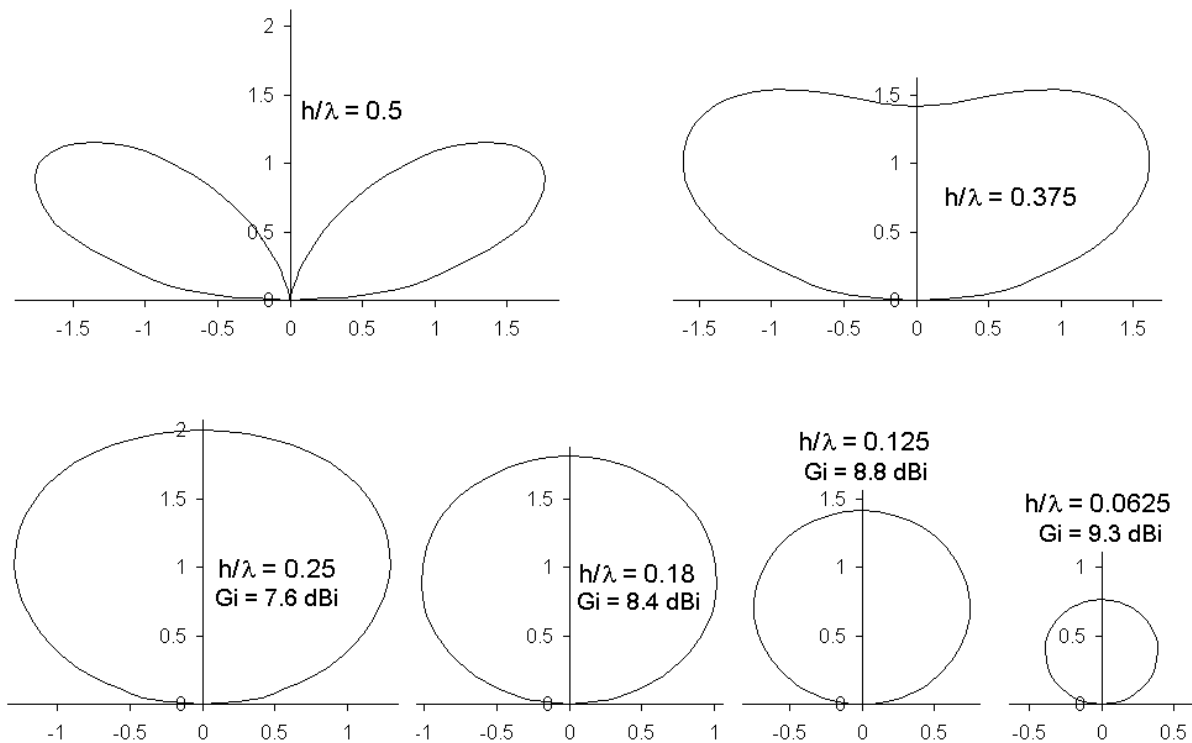 2
1.5
h/λ = 0.5
1
0.5
0
-1.5 -1 -0.5 0 0.5 1 1.5
1.5
1
h/λ = 0.375
0.5
0
-1.5 -1 -0.5 0 0.5 1 1.5
2
1.5
1
h/λ = 0.25
Gi = 7.6 dBi
0.5
0
-1 -0.5 0 0.5 1
1.5
1
h/λ = 0.18
Gi = 8.4 dBi
0.5
0
-1 -0.5 0 0.5 1
h/λ = 0.125
Gi = 8.8 dBi
1.5
1
0.5
0
-0.5 0 0.5
h/λ = 0.0625
Gi = 9.3 dBi
1
0.5
0
-0.5 0 0.5